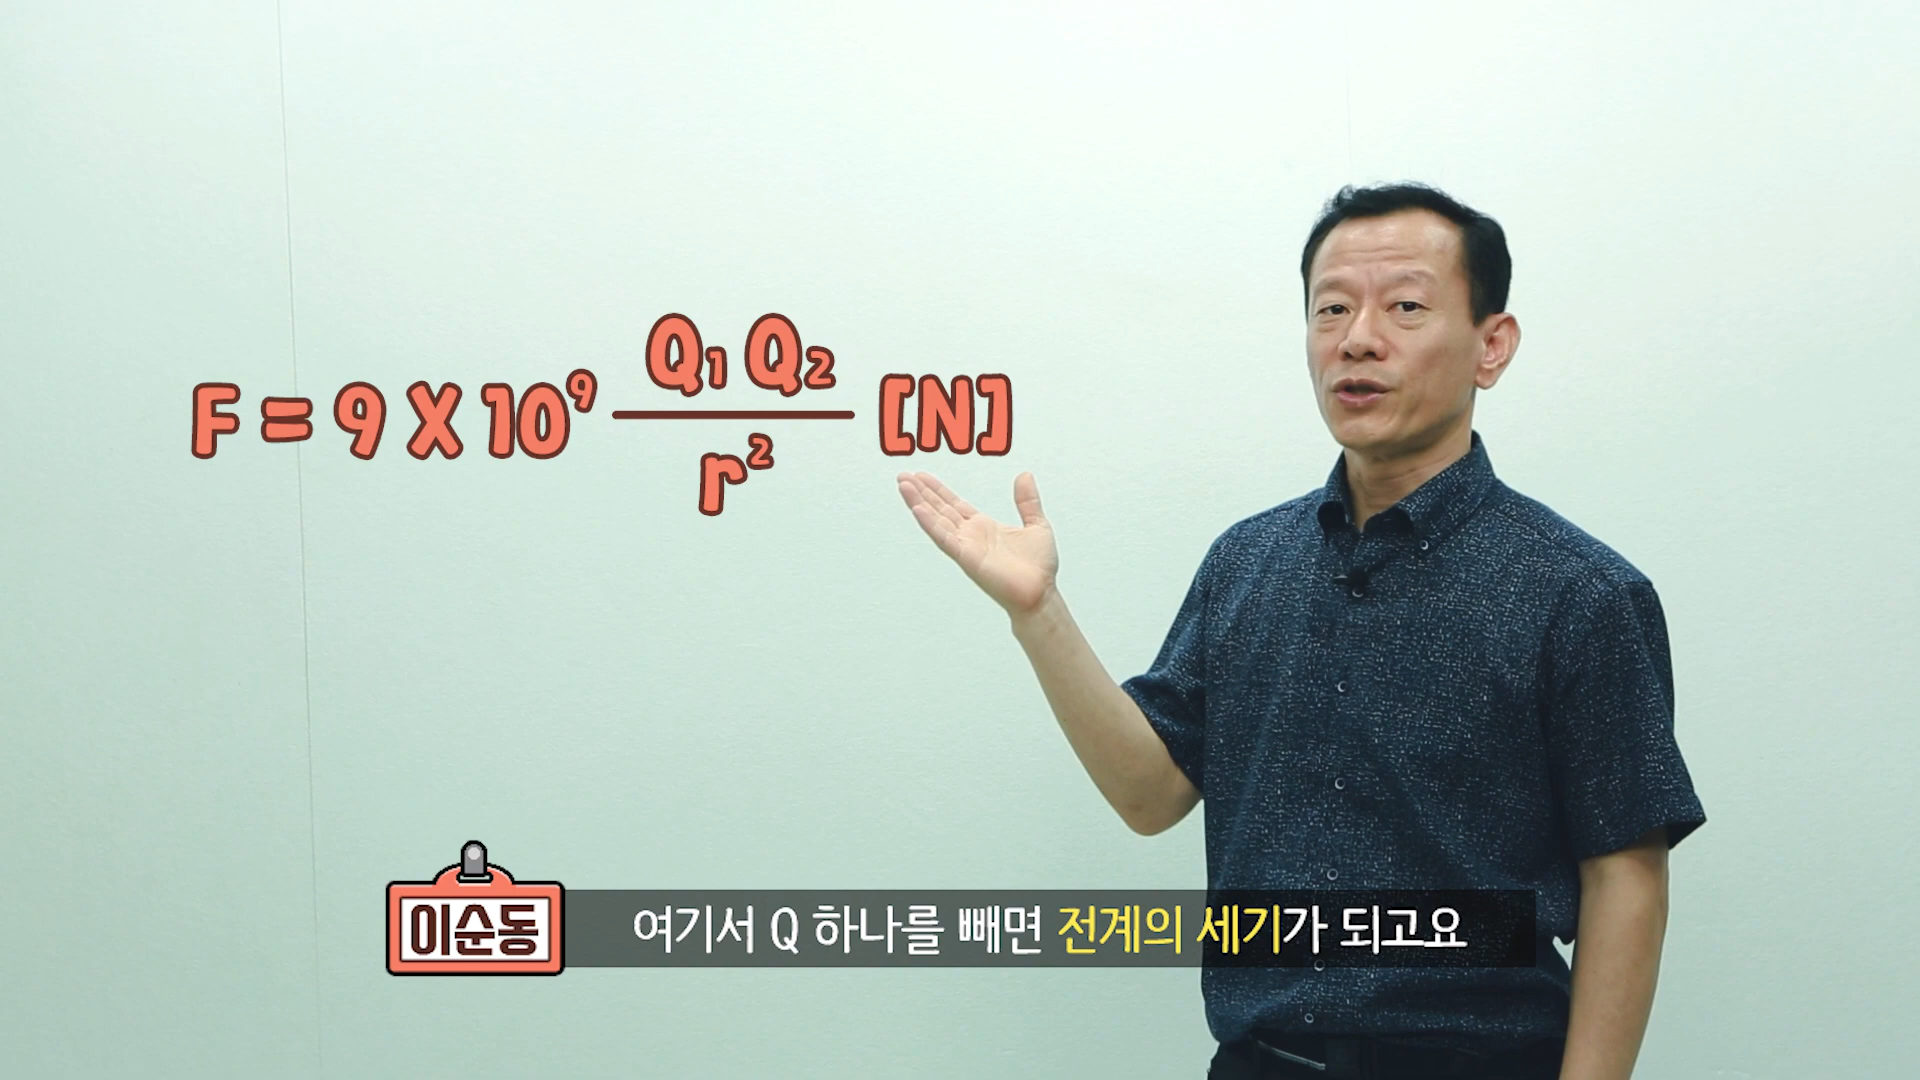 F = 9 X 10⁹ Q₁ Q₂ / r² [N]
이순동
여기서 Q 하나를 빼면 전계의 세기가 되고요